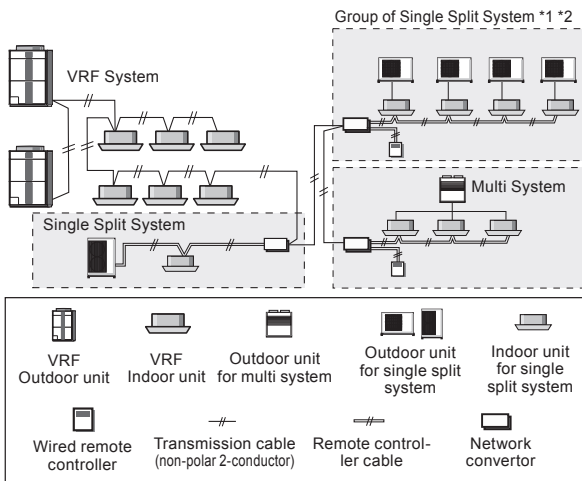 Group of Single Split System *1 *2
VRF System
Single Split System
Multi System
VRF
Outdoor unit
VRF
Indoor unit
Outdoor unit
for multi system
Outdoor unit
for single split
system
Indoor unit
for single
split system
Wired remote
controller
Transmission cable
(non-polar 2-conductor)
Remote control-
ler cable
Network
convertor